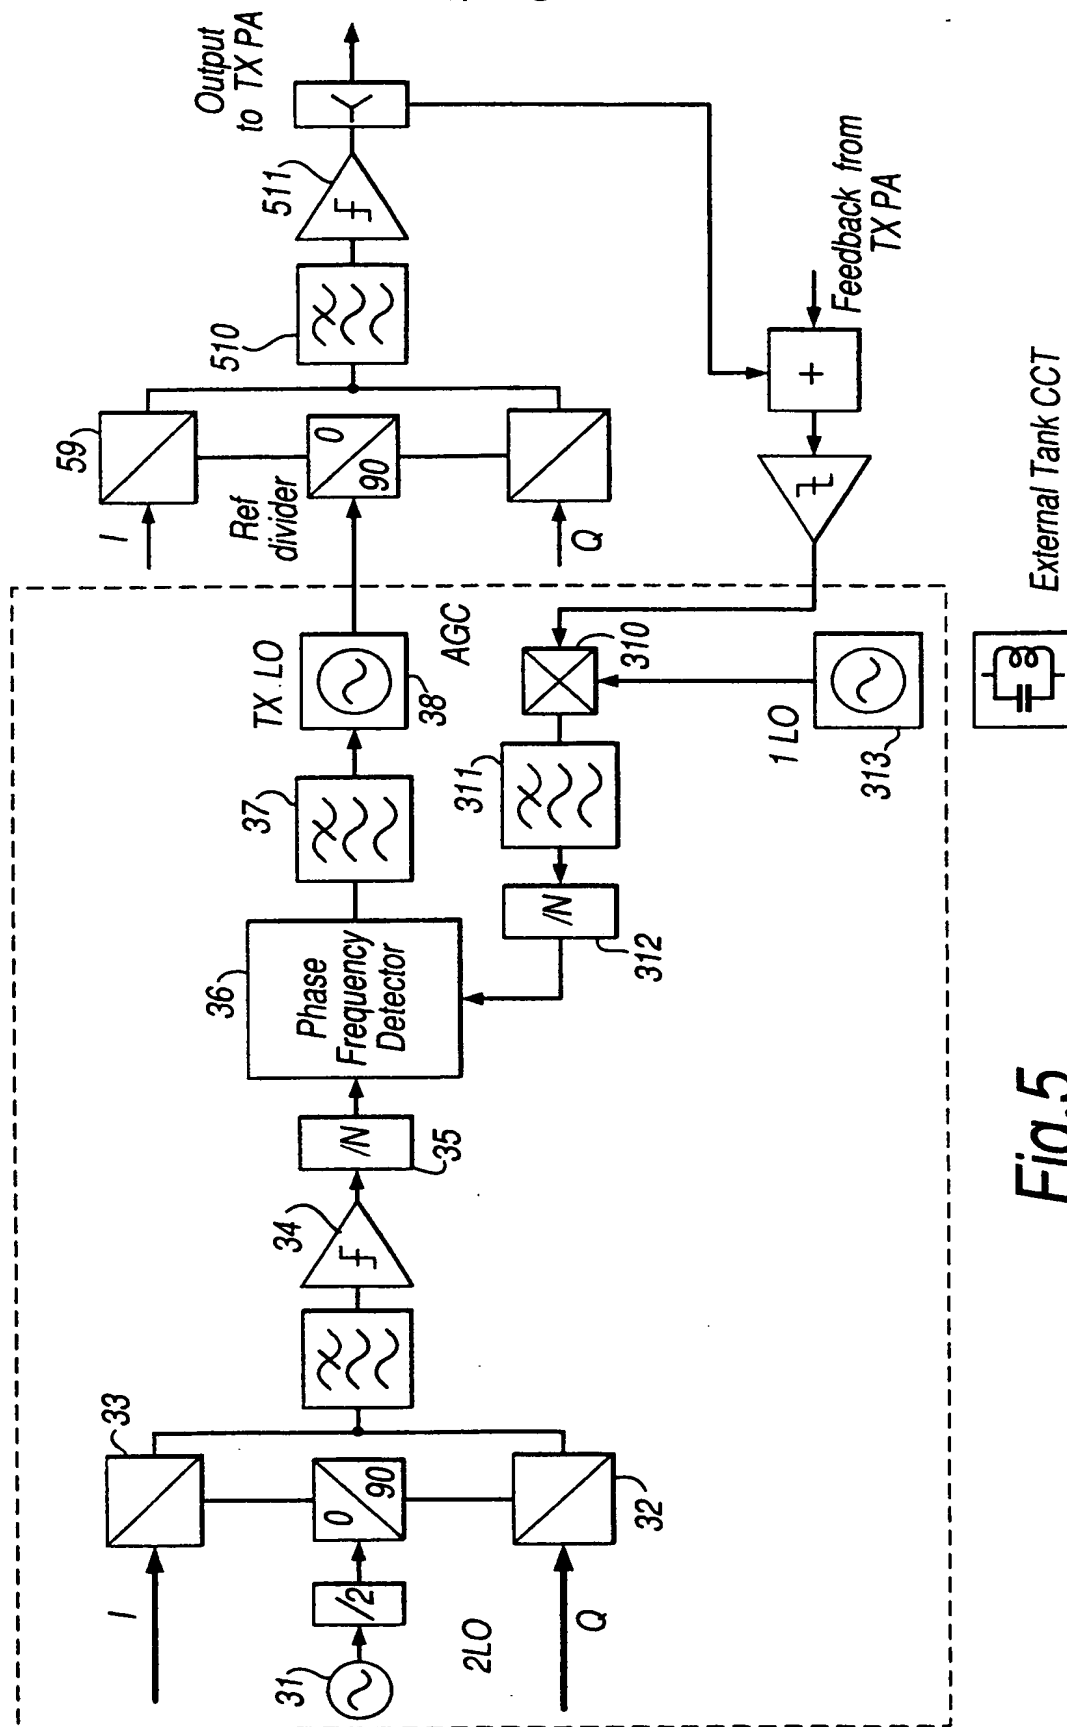 I
33
31
/2
0
90
2LO
Q
32
34
/N
35
36
Phase
Frequency
Detector
37
TX.LO
38
AGC
311
/N
312
310
1 LO
313
I
59
Ref
divider
0
90
Q
510
511
Output
to TX PA
+
Feedback from
TX PA
External Tank CCT
Fig.5